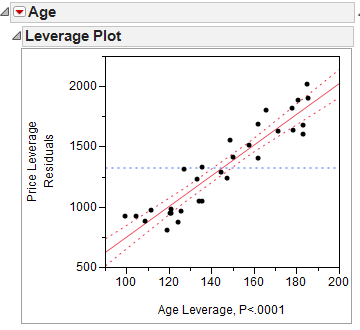 Age
Leverage Plot
Price Leverage
Residuals
2000
1500
1000
500
100 120 140 160 180 200
Age Leverage, P<.0001